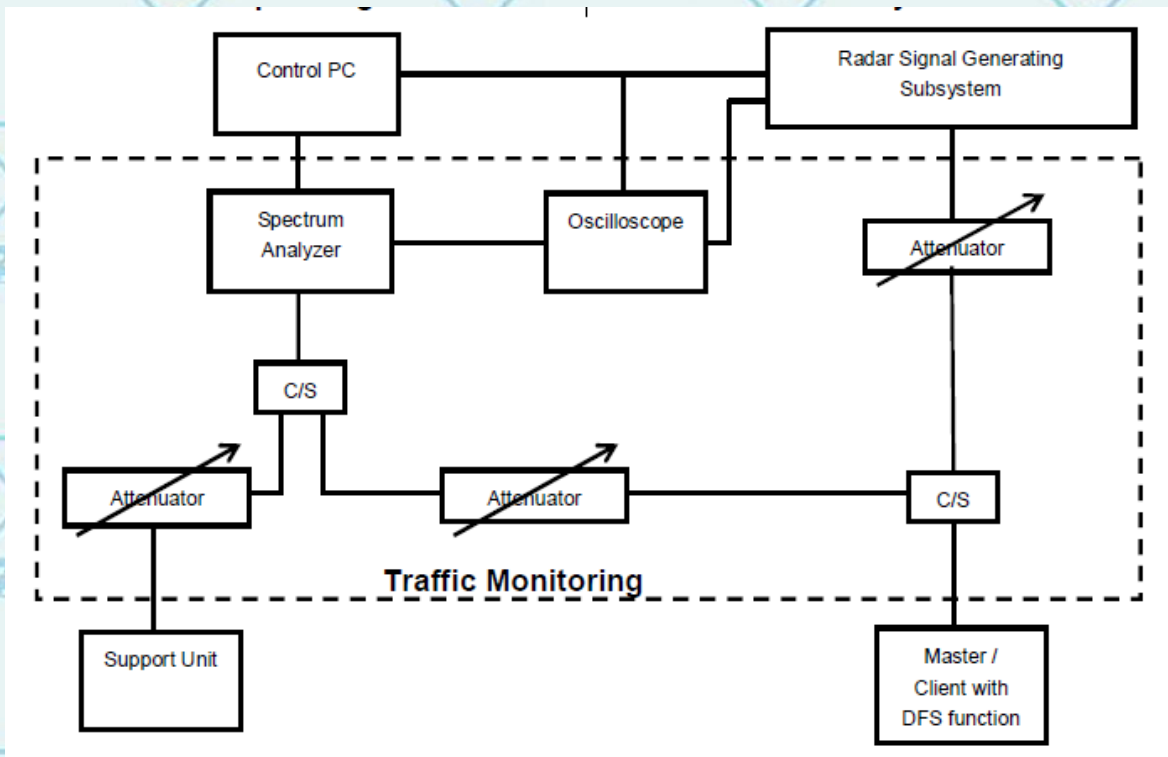 Control PC
Radar Signal Generating
Subsystem
Spectrum
Analyzer
Oscilloscope
Attenuator
C/S
Attenuator
Attenuator
C/S
Traffic Monitoring
Support Unit
Master /
Client with
DFS function